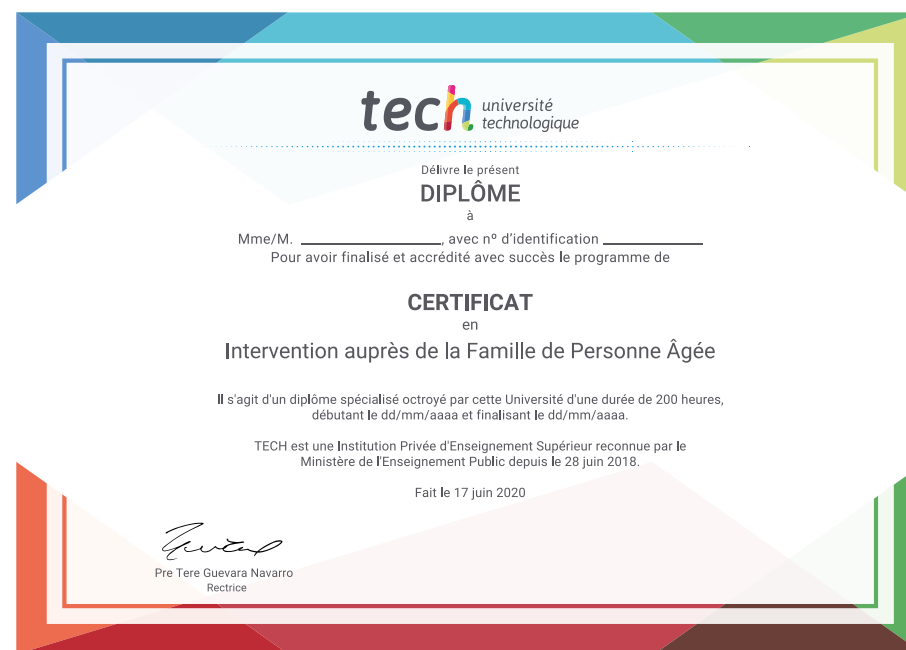 tech université
technologique
Délivre le présent
DIPLÔME
à
Mme/M. ____________________, avec nº d'identification ______________
Pour avoir finalisé et accrédité avec succès le programme de
CERTIFICAT
en
Intervention auprès de la Famille de Personne Âgée
Il s'agit d'un diplôme spécialisé octroyé par cette Université d'une durée de 200 heures,
débutant le dd/mm/aaaa et finalisant le dd/mm/aaaa.
TECH est une Institution Privée d'Enseignement Supérieur reconnue par le
Ministère de l'Enseignement Public depuis le 28 juin 2018.
Fait le 17 juin 2020
Pre Tere Guevara Navarro
Rectrice